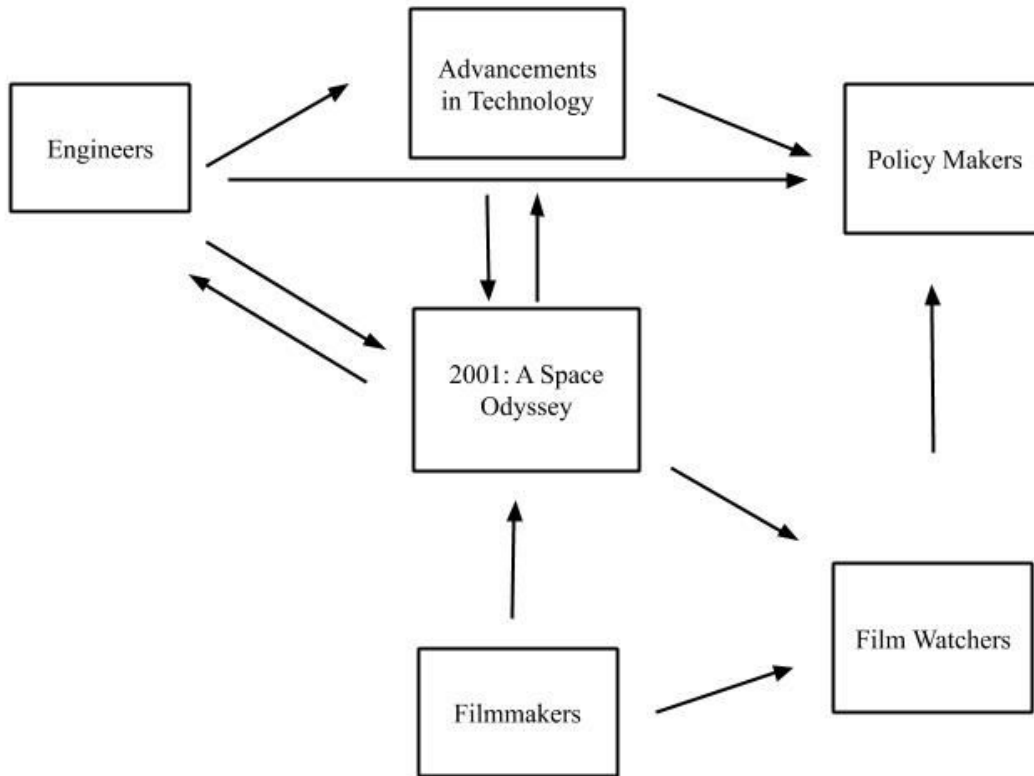 Advancements
in Technology
Engineers
Policy Makers
2001: A Space
Odyssey
Film Watchers
Filmmakers